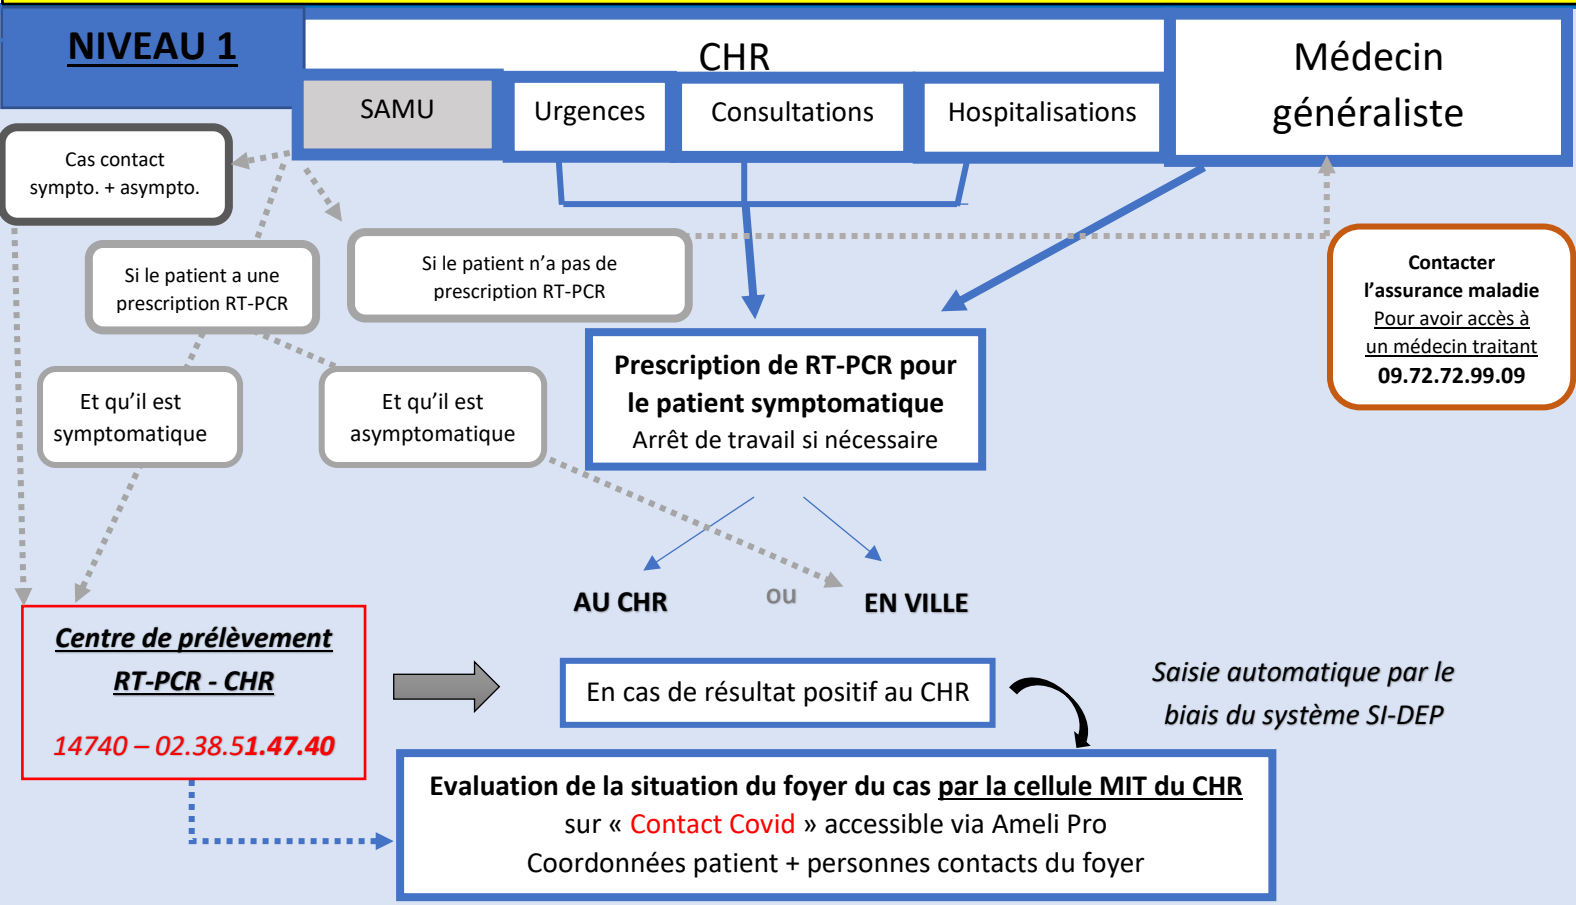 NIVEAU 1
CHR
Médecin
généraliste
SAMU
Urgences
Consultations
Hospitalisations
Cas contact
sympto. + asympto.
Si le patient a une
prescription RT-PCR
Si le patient n'a pas de
prescription RT-PCR
Contacter
l’assurance maladie
Pour avoir accès à
un médecin traitant
09.72.72.99.09
Et qu’il est
symptomatique
Et qu’il est
asymptomatique
Prescription de RT-PCR pour
le patient symptomatique
Arrêt de travail si nécessaire
AU CHR
ou
EN VILLE
Centre de prélèvement
RT-PCR - CHR
14740 – 02.38.51.47.40
En cas de résultat positif au CHR
Saisie automatique par le
biais du système SI-DEP
Evaluation de la situation du foyer du cas par la cellule MIT du CHR
sur « Contact Covid » accessible via Ameli Pro
Coordonnées patient + personnes contacts du foyer